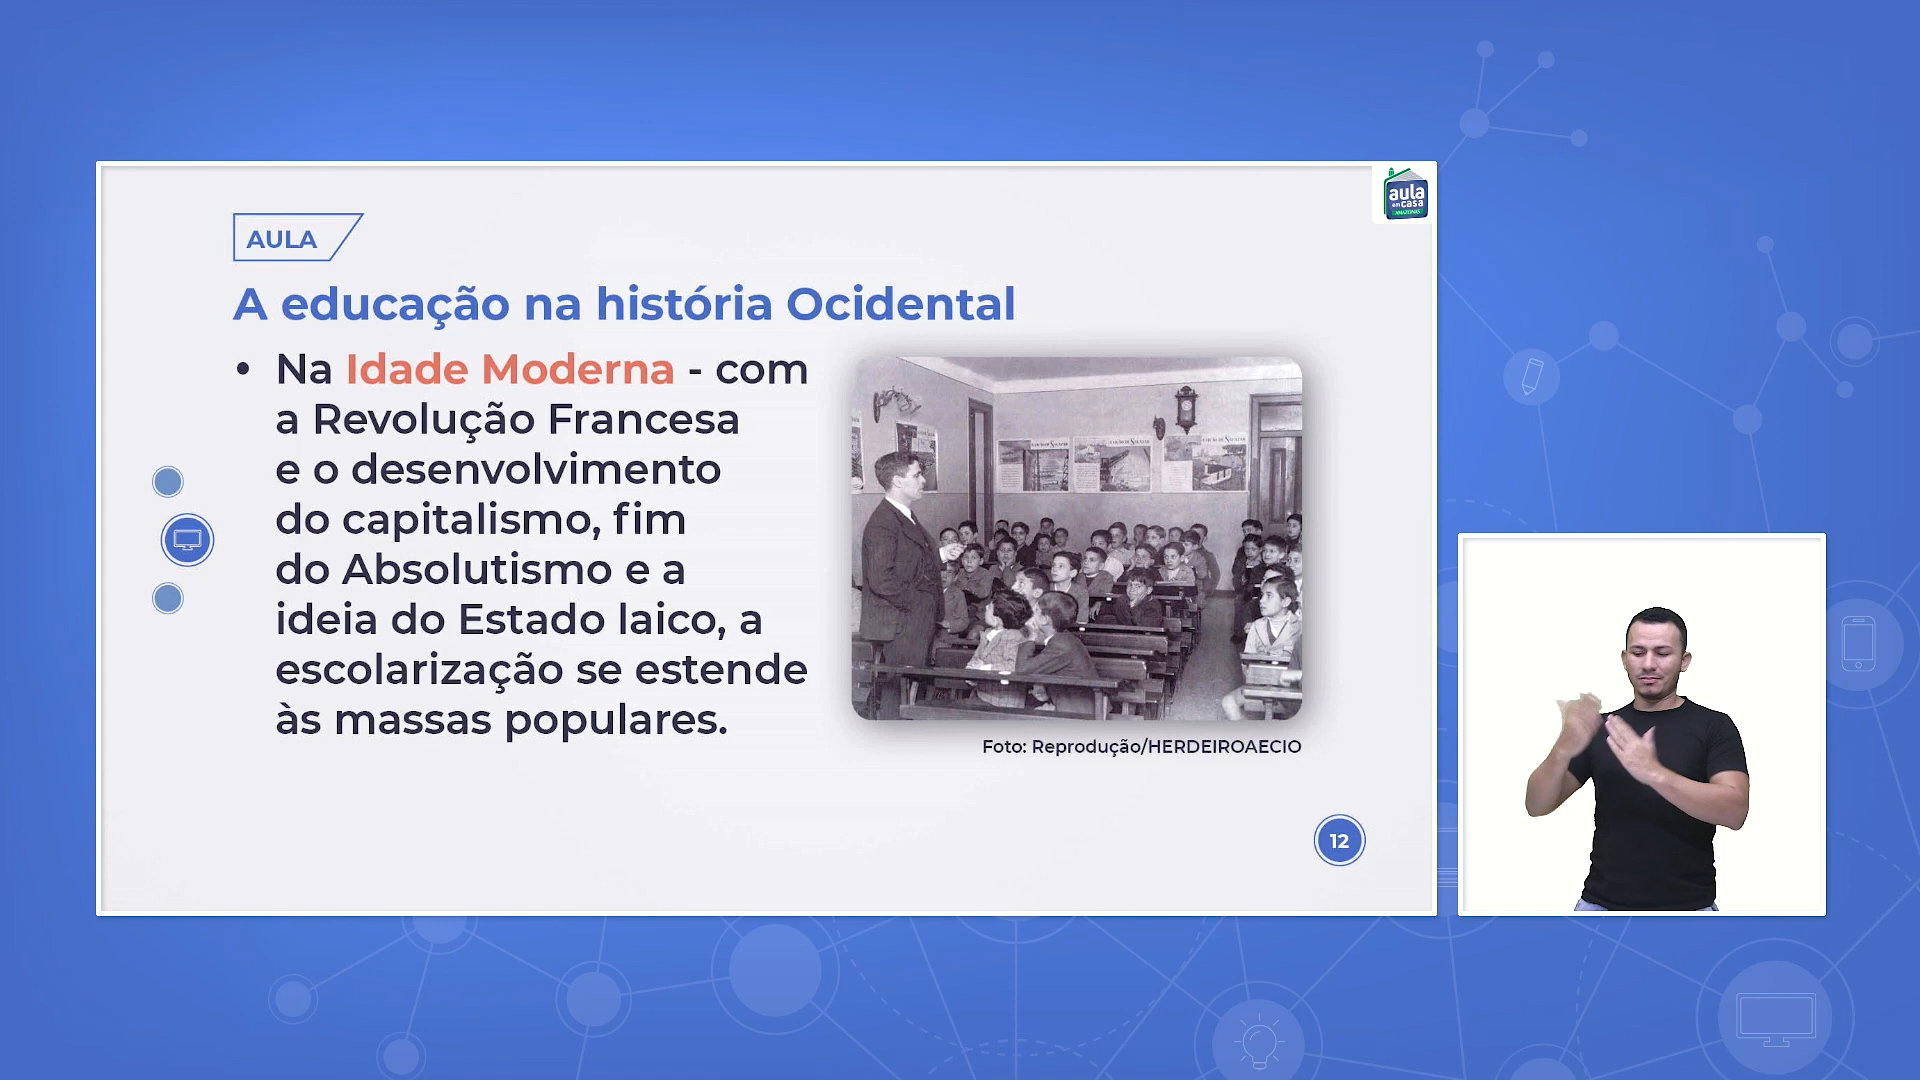 aula
em casa
AMAZONAS
AULA
A educação na história Ocidental
• Na Idade Moderna - com
a Revolução Francesa
e o desenvolvimento
do capitalismo, fim
do Absolutismo e a
ideia do Estado laico, a
escolarização se estende
às massas populares.
Foto: Reprodução/HERDEIROAECIO
12